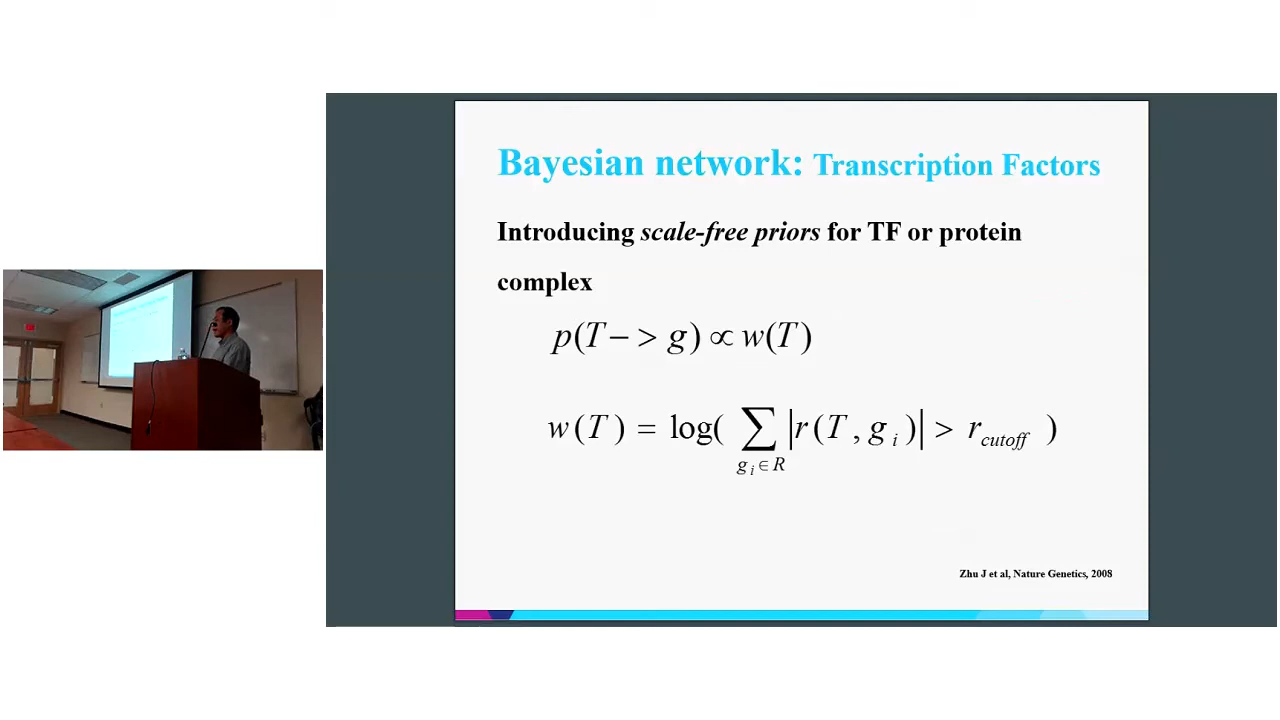 Bayesian network: Transcription Factors
Introducing scale-free priors for TF or protein
complex
p(T− > g) ∝ w(T)
w(T) = log( ∑ |r(T, g i)| > r cutoff )
g i ∈ R
Zhu J et al, Nature Genetics, 2008